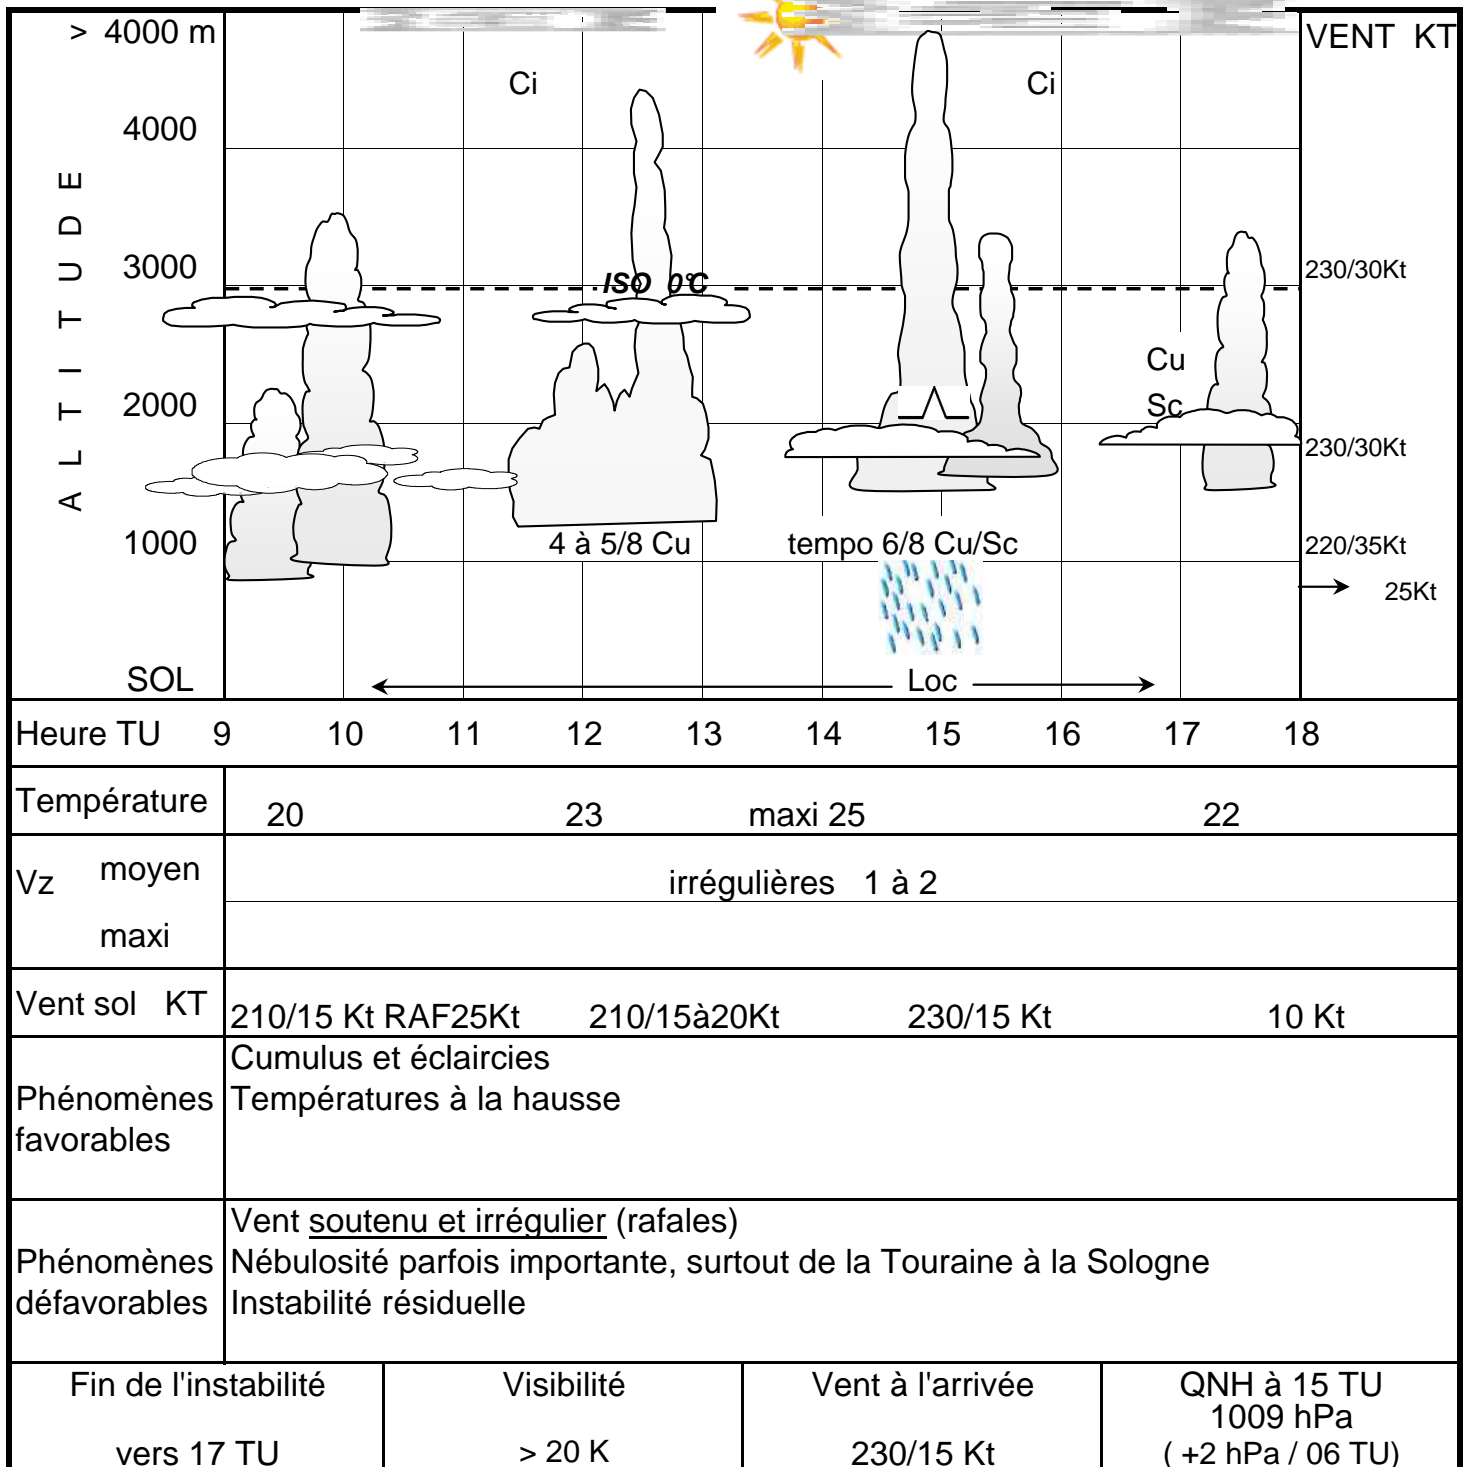 > 4000 m
VENT KT
Ci
Ci
4000
ALTITUDE
3000
ISO 0°C
230/30Kt
Cu
2000
Sc
230/30Kt
1000
4 à 5/8 Cu
tempo 6/8 Cu/Sc
220/35Kt
25Kt
SOL
Loc
Heure TU 9 10 11 12 13 14 15 16 17 18
Température 20 23 maxi 25 22
Vz moyen irrégulières 1 à 2
maxi
Vent sol KT 210/15 Kt RAF25Kt 210/15à20Kt 230/15 Kt 10 Kt
Phénomènes favorables
Cumulus et éclaircies
Températures à la hausse
Phénomènes défavorables
Vent soutenu et irrégulier (rafales)
Nébulosité parfois importante, surtout de la Touraine à la Sologne
Instabilité résiduelle
Fin de l'instabilité
vers 17 TU
Visibilité
> 20 K
Vent à l'arrivée
230/15 Kt
QNH à 15 TU
1009 hPa
( +2 hPa / 06 TU)